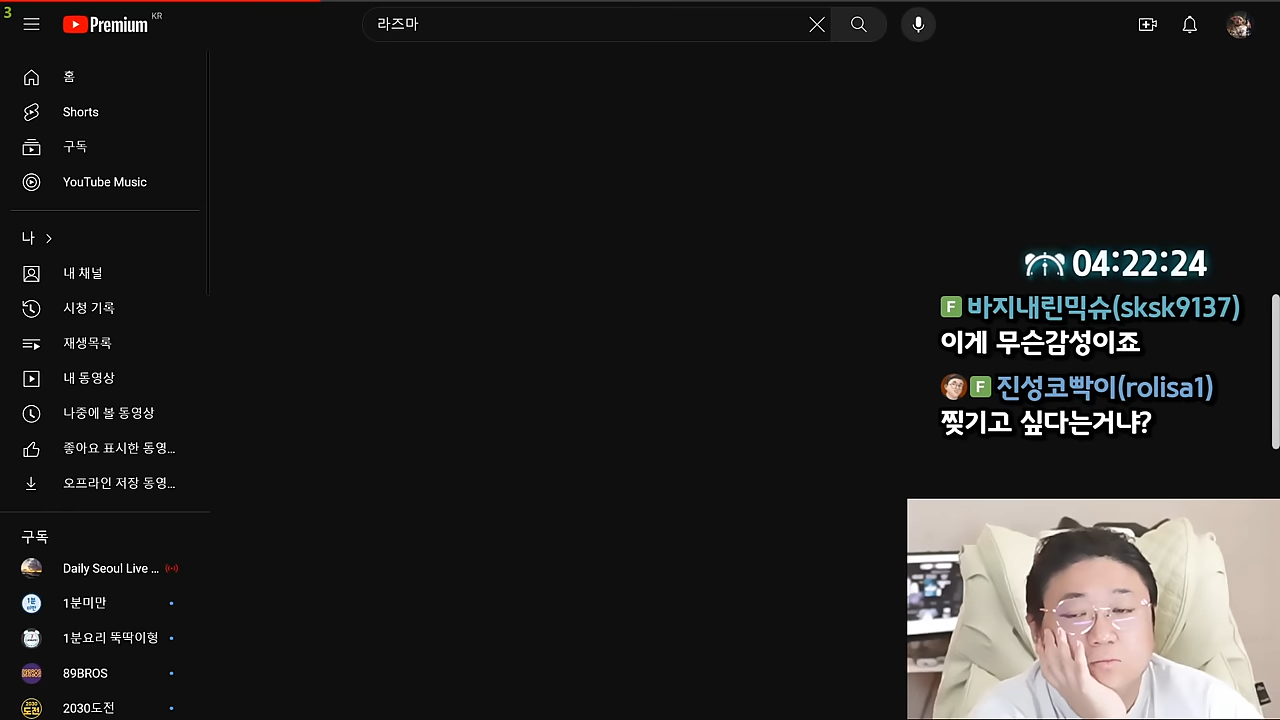 3
Premium KR
라즈마
홈
Shorts
구독
YouTube Music
나
내 채널
시청 기록
재생목록
내 동영상
나중에 볼 동영상
좋아요 표시한 동영...
오프라인 저장 동영...
구독
Daily Seoul Live ...
1분미만
1분요리 뚝딱이형
89BROS
2030도전
04:22:24
F 바지내린믹슈(sksk9137)
이게 무슨감성이죠
F 진성코빡이(rolisa1)
찢기고 싶다는거냐?